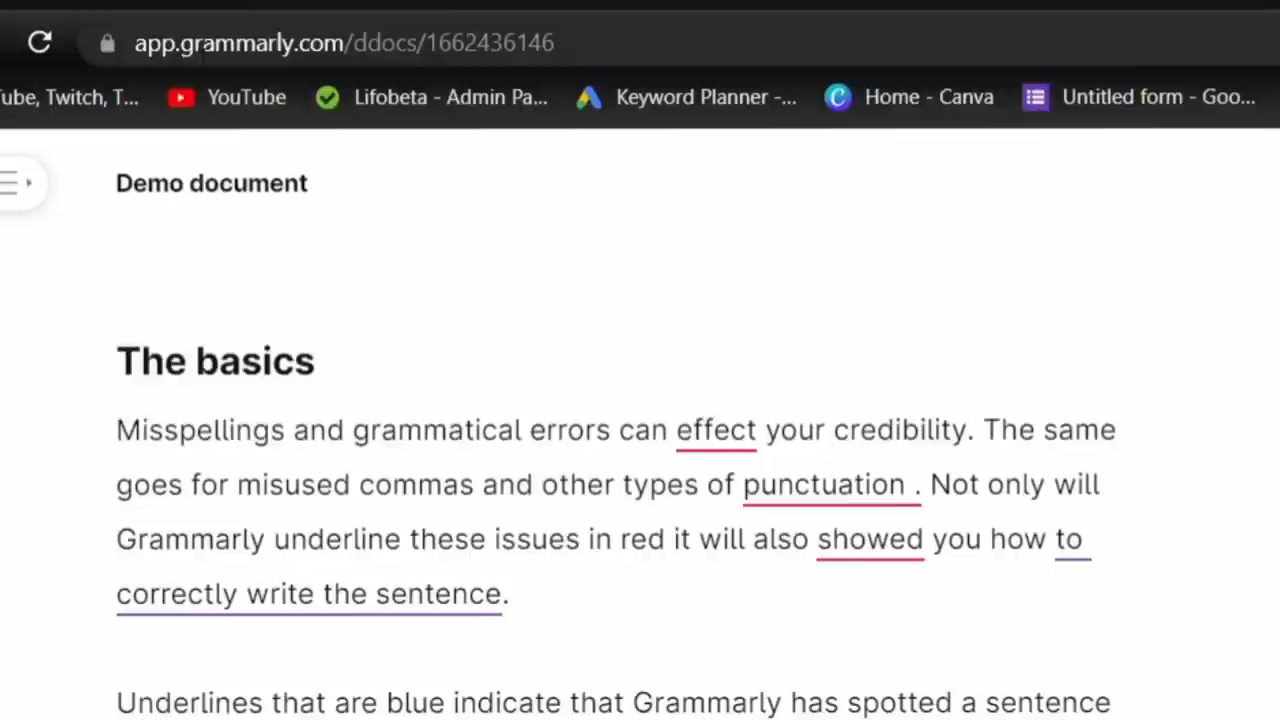 app.grammarly.com/ddocs/1662436146
ube, Twitch, T... YouTube Lifobeta - Admin Pa... Keyword Planner -... Home - Canva Untitled form - Goo...
Demo document
The basics
Misspellings and grammatical errors can effect your credibility. The same
goes for misused commas and other types of punctuation . Not only will
Grammarly underline these issues in red it will also showed you how to
correctly write the sentence.
Underlines that are blue indicate that Grammarly has spotted a sentence